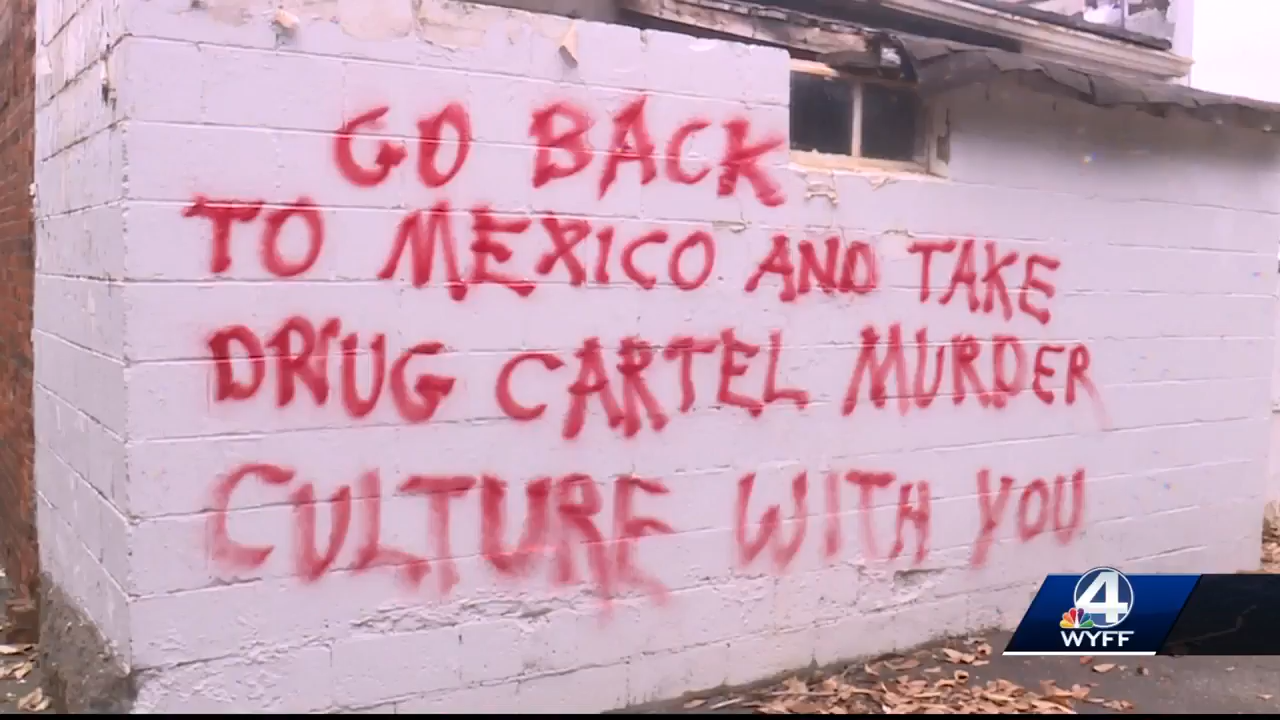 GO BACK
TO MEXICO AND TAKE
DRUG CARTEL MURDER
CULTURE WITH YOU
4
WYFF